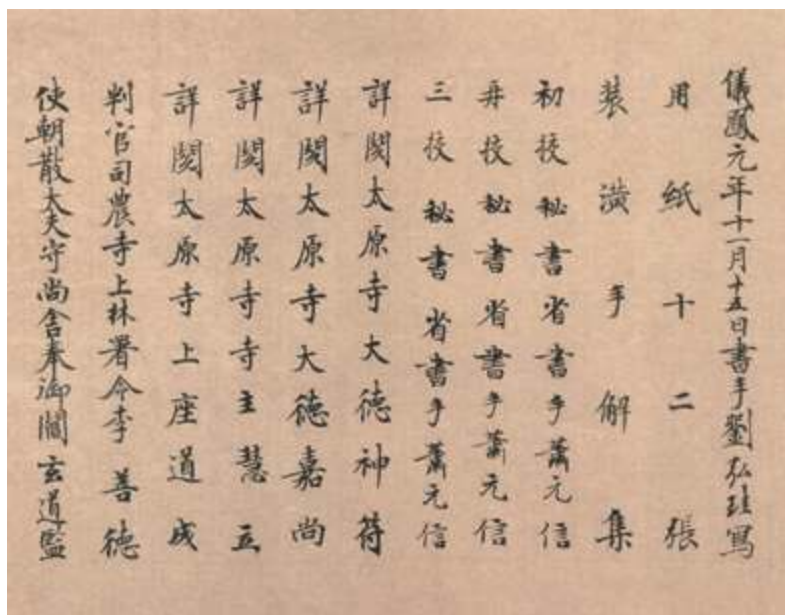 儀鳳元年十一月十五日書手劉弘珪寫
用紙十二張
裝潢手解集
初校秘書省書手蕭元信
再校秘書省書手蕭元信
三校秘書省書手蕭元信
詳閱太原寺大德神符
詳閱太原寺大德嘉尚
詳閱太原寺寺主慧立
詳閱太原寺上座道成
判官司農寺上林署令李善德
使朝散大夫守尚舍奉御閻玄道監